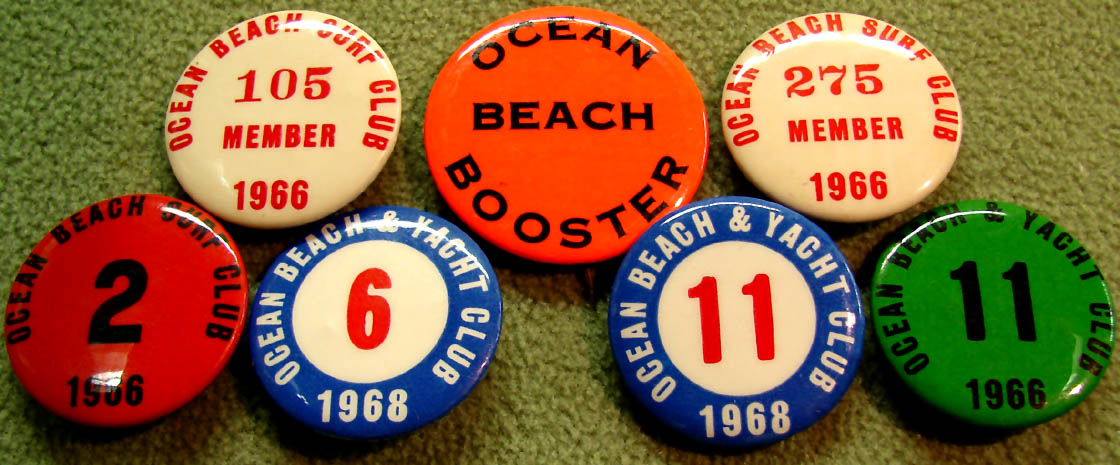 OCEAN BEACH SURF CLUB
105
MEMBER
1966
OCEAN
BEACH
BOOSTER
OCEAN BEACH SURF CLUB
275
MEMBER
1966
OCEAN BEACH SURF CLUB
2
1966
OCEAN BEACH & YACHT CLUB
6
1968
OCEAN BEACH & YACHT CLUB
11
1968
OCEAN BEACH & YACHT CLUB
11
1966